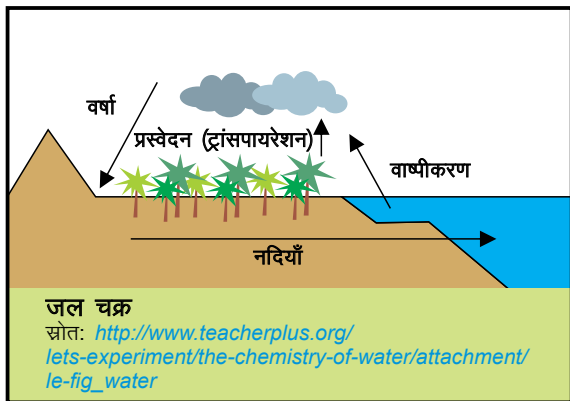 वर्षा
प्रस्वेदन (ट्रांसपायरेशन)
वाष्पीकरण
नदियाँ
जल चक्र
स्रोत: http://www.teacherplus.org/
lets-experiment/the-chemistry-of-water/attachment/
le-fig_water